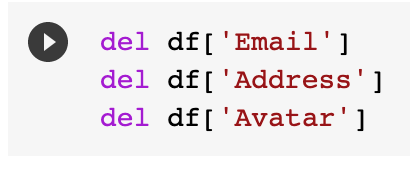 del df['Email']
del df['Address']
del df['Avatar']